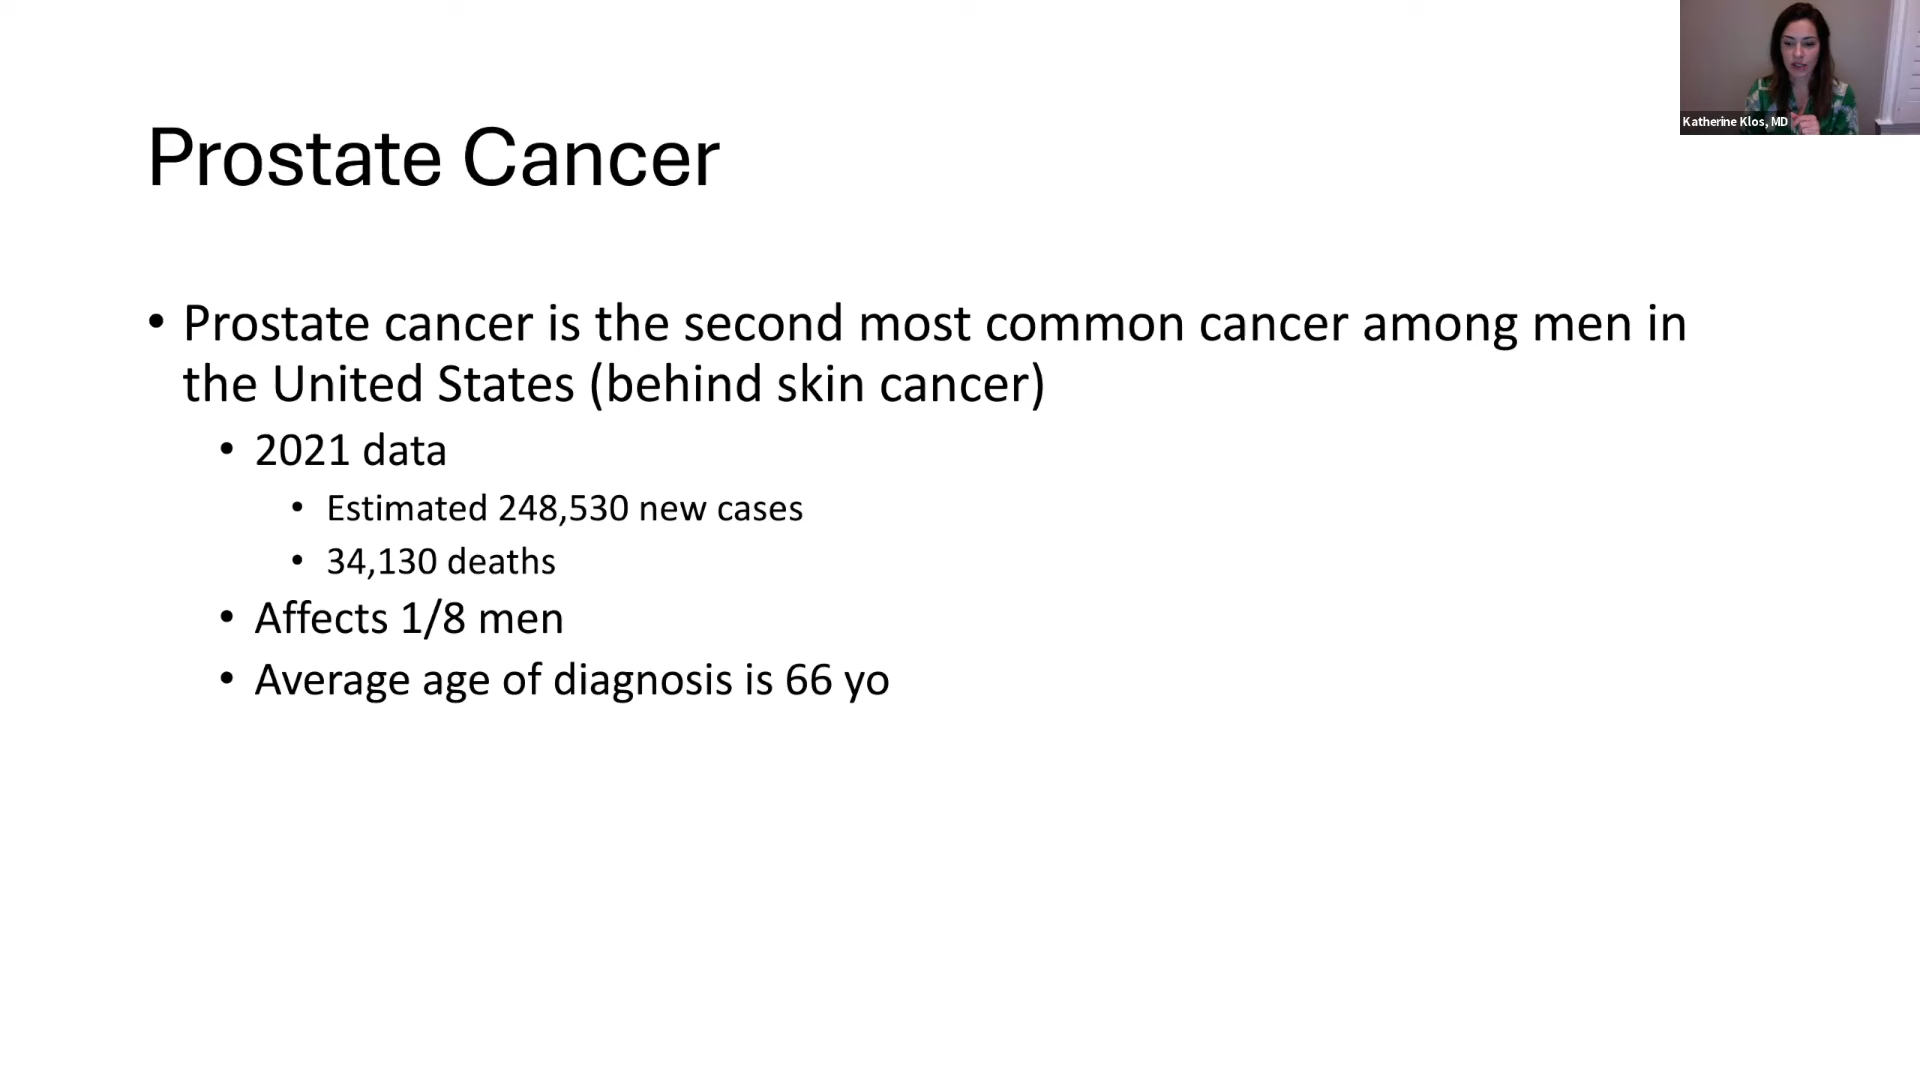 Katherine Klos, MD
Prostate Cancer
• Prostate cancer is the second most common cancer among men in
the United States (behind skin cancer)
• 2021 data
• Estimated 248,530 new cases
• 34,130 deaths
• Affects 1/8 men
• Average age of diagnosis is 66 yo